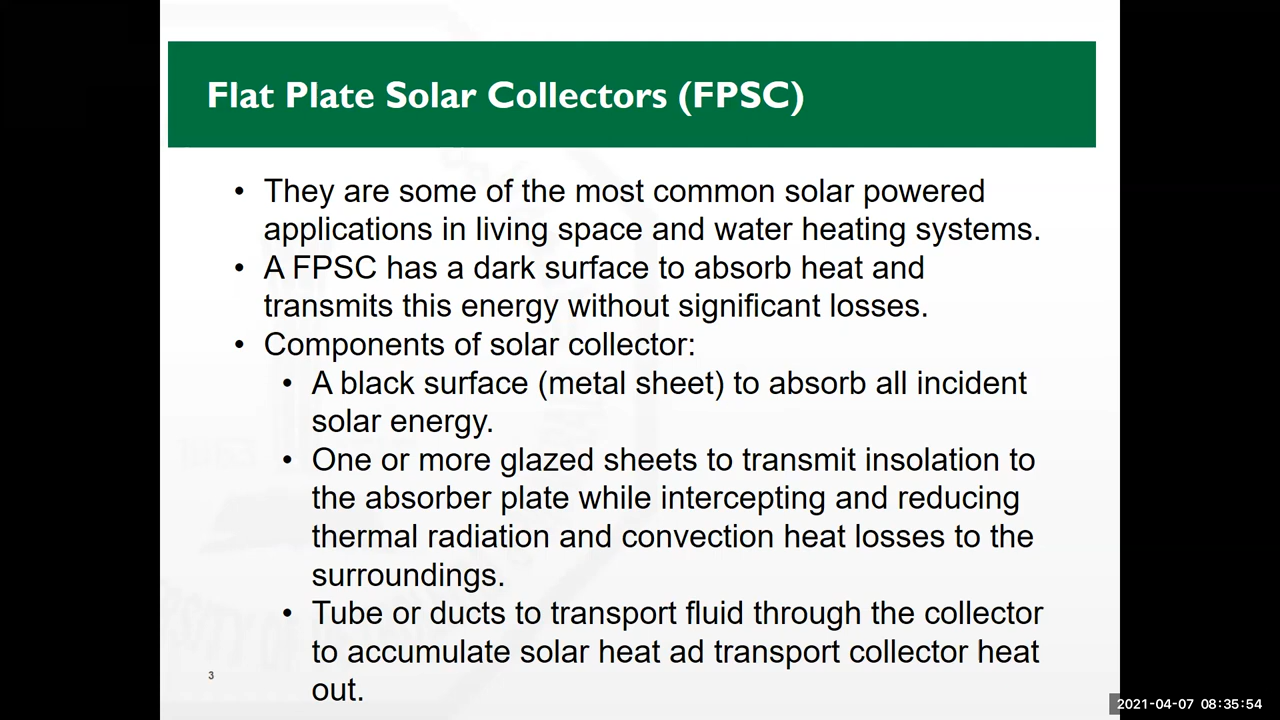 Flat Plate Solar Collectors (FPSC)
• They are some of the most common solar powered
applications in living space and water heating systems.
• A FPSC has a dark surface to absorb heat and
transmits this energy without significant losses.
• Components of solar collector:
• A black surface (metal sheet) to absorb all incident
solar energy.
• One or more glazed sheets to transmit insolation to
the absorber plate while intercepting and reducing
thermal radiation and convection heat losses to the
surroundings.
• Tube or ducts to transport fluid through the collector
to accumulate solar heat ad transport collector heat
out.
3
2021-04-07 08:35:54